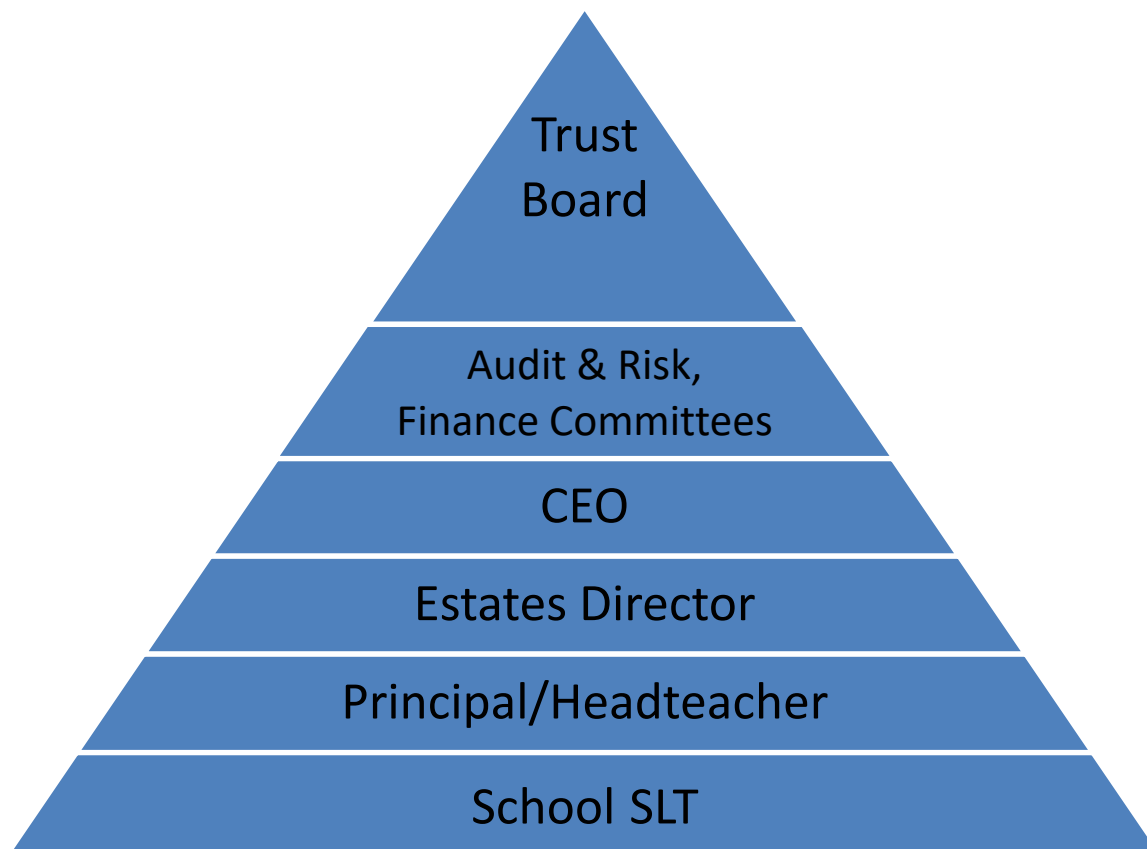 Trust
Board
Audit & Risk,
Finance Committees
CEO
Estates Director
Principal/Headteacher
School SLT